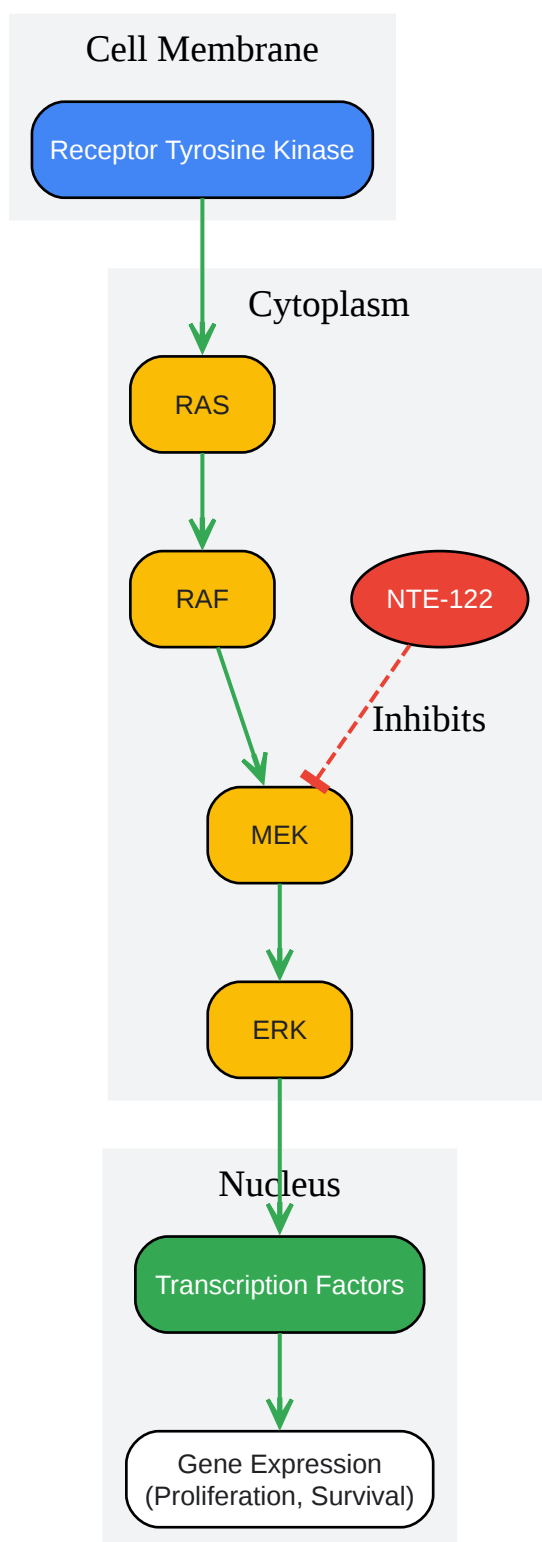 Cell Membrane
Receptor Tyrosine Kinase
Cytoplasm
RAS
RAF
NTE-122
Inhibits
MEK
ERK
Nucleus
Transcription Factors
Gene Expression
(Proliferation, Survival)